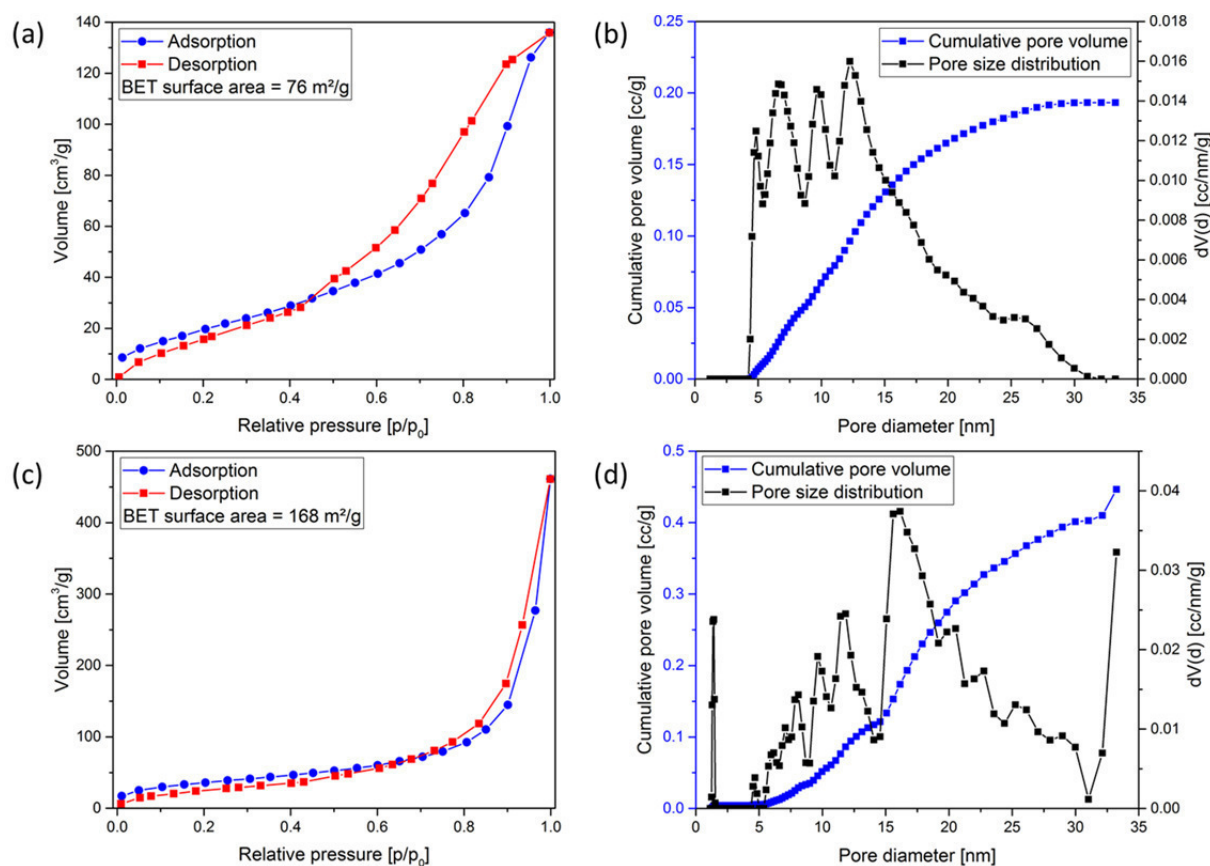 (a)
Adsorption
Desorption
BET surface area = 76 m²/g
Volume [cm³/g]
140
120
100
80
60
40
20
0
0.0 0.2 0.4 0.6 0.8 1.0
Relative pressure [p/p₀]
(b)
Cumulative pore volume
Pore size distribution
Cumulative pore volume [cc/g]
0.20
0.15
0.10
0.05
0.00
dV(d) [cc/nm/g]
0.018
0.016
0.014
0.012
0.010
0.008
0.006
0.004
0.002
0.000
0 5 10 15 20 25 30 35
Pore diameter [nm]
(c)
Adsorption
Desorption
BET surface area = 168 m²/g
Volume [cm³/g]
500
400
300
200
100
0
0.0 0.2 0.4 0.6 0.8 1.0
Relative pressure [p/p₀]
(d)
Cumulative pore volume
Pore size distribution
Cumulative pore volume [cc/g]
0.5
0.4
0.3
0.2
0.1
0.0
dV(d) [cc/nm/g]
0.04
0.03
0.02
0.01
0.00
0 5 10 15 20 25 30 35
Pore diameter [nm]